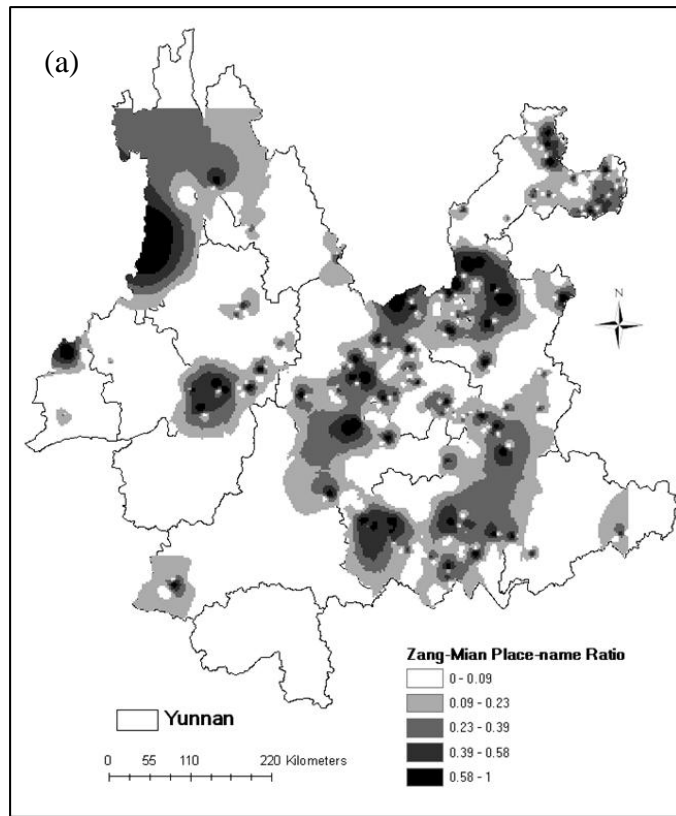 (a)
N
Zang-Mian Place-name Ratio
0 - 0.09
0.09 - 0.23
0.23 - 0.39
0.39 - 0.58
0.58 - 1
Yunnan
0 55 110 220 Kilometers